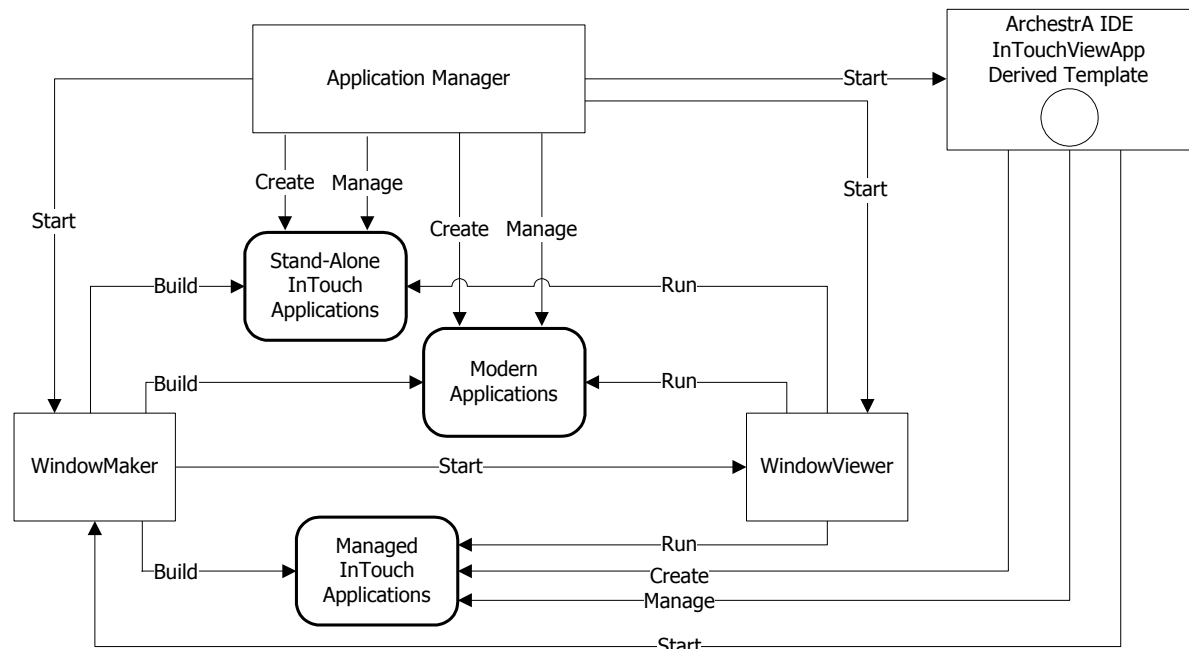 ArchestrA IDE
InTouchViewApp
Derived Template
Application Manager
Start
Create
Manage
Start
Start
Create
Manage
Stand-Alone
InTouch
Applications
Build
Run
Modern
Applications
Build
Run
WindowMaker
Start
WindowViewer
Managed
InTouch
Applications
Run
Build
Create
Manage
Start